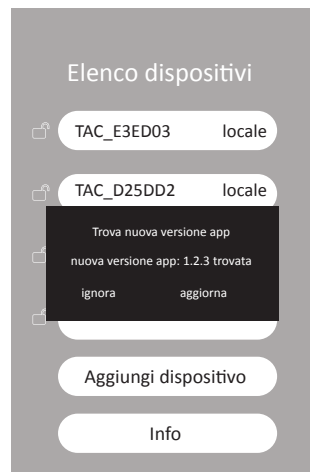 Elenco dispositivi
TAC_E3ED03 locale
TAC_D25DD2 locale
Trova nuova versione app
nuova versione app: 1.2.3 trovata
ignora aggiorna
Aggiungi dispositivo
Info